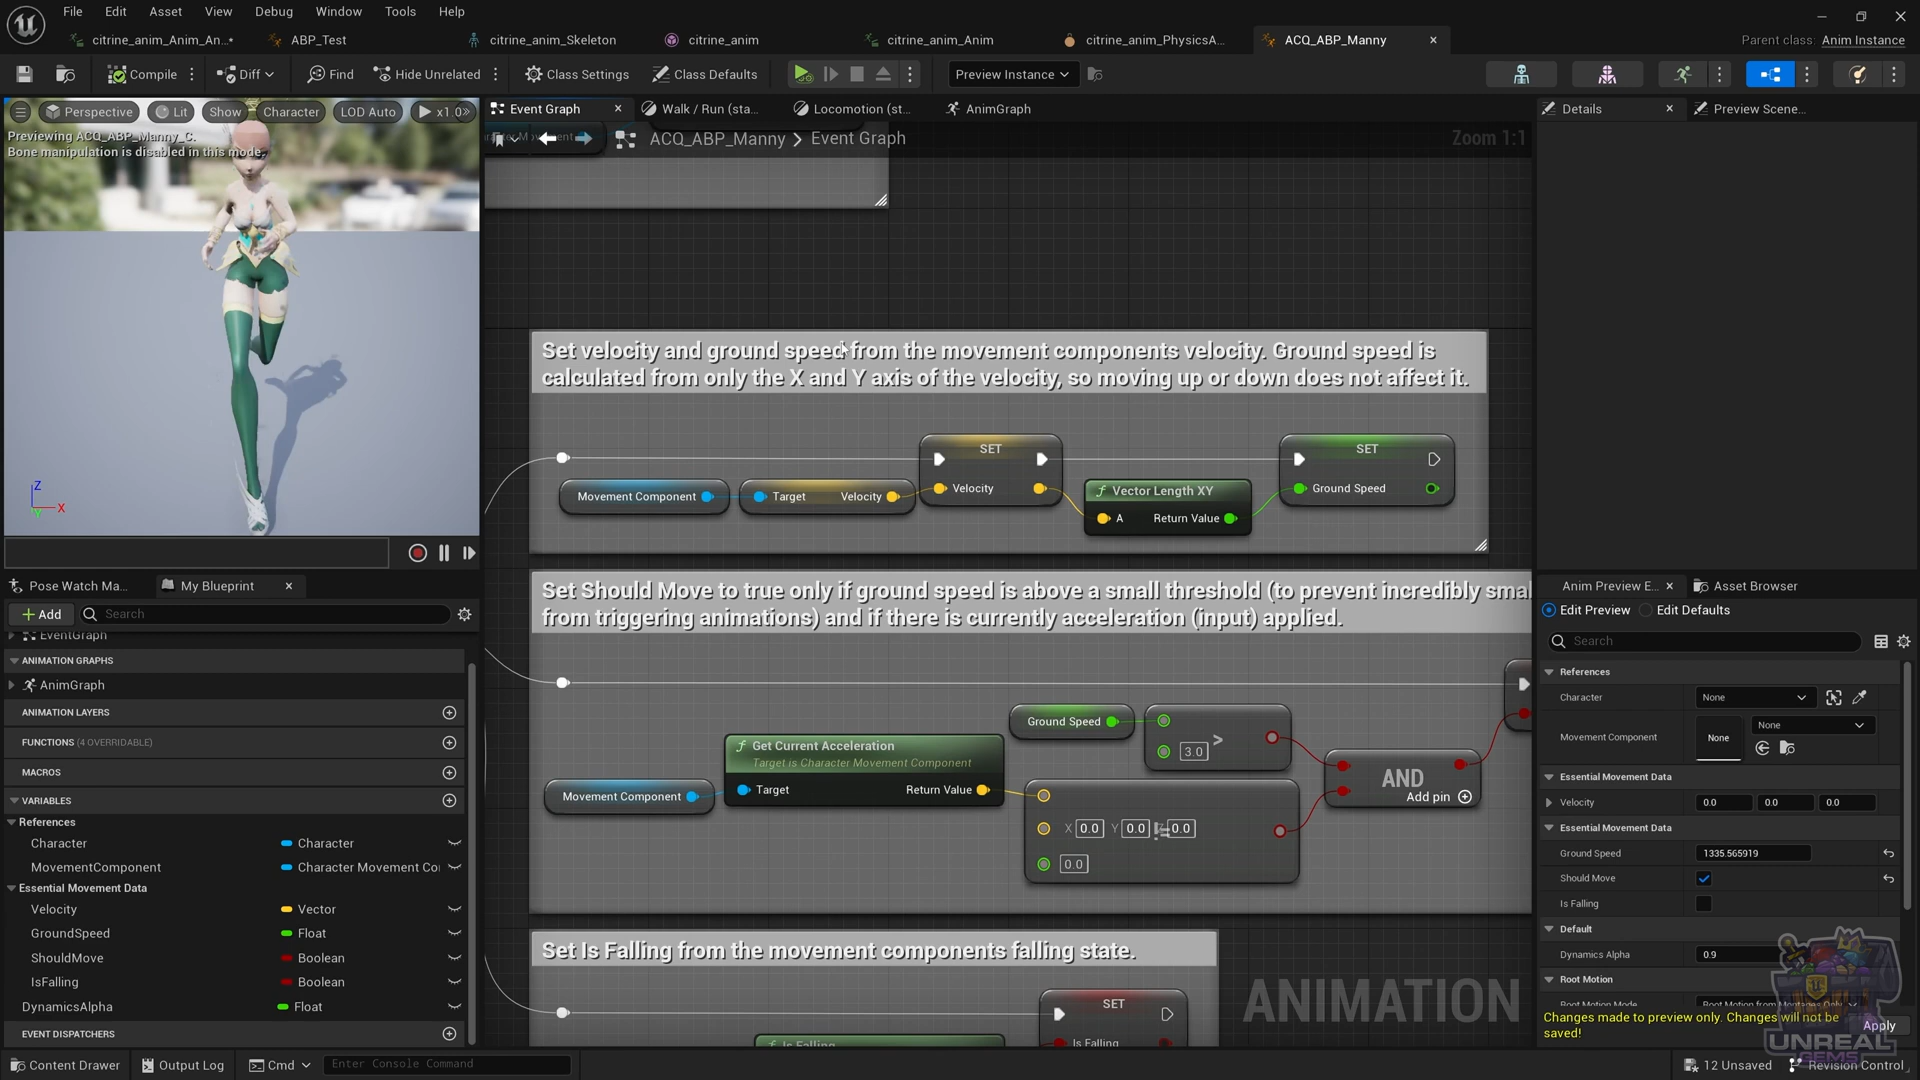 File Edit Asset View Debug Window Tools Help
citrine_anim_Anim_An...*
ABP_Test
citrine_anim_Skeleton
citrine_anim
citrine_anim_Anim
citrine_anim_PhysicsA...
ACQ_ABP_Manny
Parent class: Anim Instance
Compile
Diff
Find
Hide Unrelated
Class Settings
Class Defaults
Preview Instance
Perspective
Lit
Show
Character
LOD Auto
x1.0
Previewing ACQ_ABP_Manny_C.
Bone manipulation is disabled in this mode.
Z
X
Y
Event Graph
Walk / Run (sta...
Locomotion (st...
AnimGraph
ACQ_ABP_Manny > Event Graph
Zoom 1:1
Set velocity and ground speed from the movement components velocity. Ground speed is
calculated from only the X and Y axis of the velocity, so moving up or down does not affect it.
Movement Component
Target Velocity
SET
Velocity
Vector Length XY
A Return Value
SET
Ground Speed
Set Should Move to true only if ground speed is above a small threshold (to prevent incredibly smal
from triggering animations) and if there is currently acceleration (input) applied.
Movement Component
Get Current Acceleration
Target is Character Movement Component
Target Return Value
Ground Speed
3.0
>
X 0.0 Y 0.0 0.0
0.0
AND
Add pin
Set Is Falling from the movement components falling state.
SET
Is Falling
Is Falling
ANIMATION
Pose Watch Ma...
My Blueprint
Add
Search
EventGraph
ANIMATION GRAPHS
AnimGraph
ANIMATION LAYERS
FUNCTIONS (4 OVERRIDABLE)
MACROS
VARIABLES
References
Character Character
MovementComponent Character Movement Co
Essential Movement Data
Velocity Vector
GroundSpeed Float
ShouldMove Boolean
IsFalling Boolean
DynamicsAlpha Float
EVENT DISPATCHERS
Details
Preview Scene...
Anim Preview E...
Asset Browser
Edit Preview
Edit Defaults
Search
References
Character None
Movement Component None None
Essential Movement Data
Velocity 0.0 0.0 0.0
Essential Movement Data
Ground Speed 1335.565919
Should Move
Is Falling
Default
Dynamics Alpha 0.9
Root Motion
Root Motion Mode Root Motion from Montages Only
Changes made to preview only. Changes will not be
saved!
Apply
UNREAL
GEMS
Content Drawer
Output Log
Cmd
Enter Console Command
12 Unsaved
Revision Control